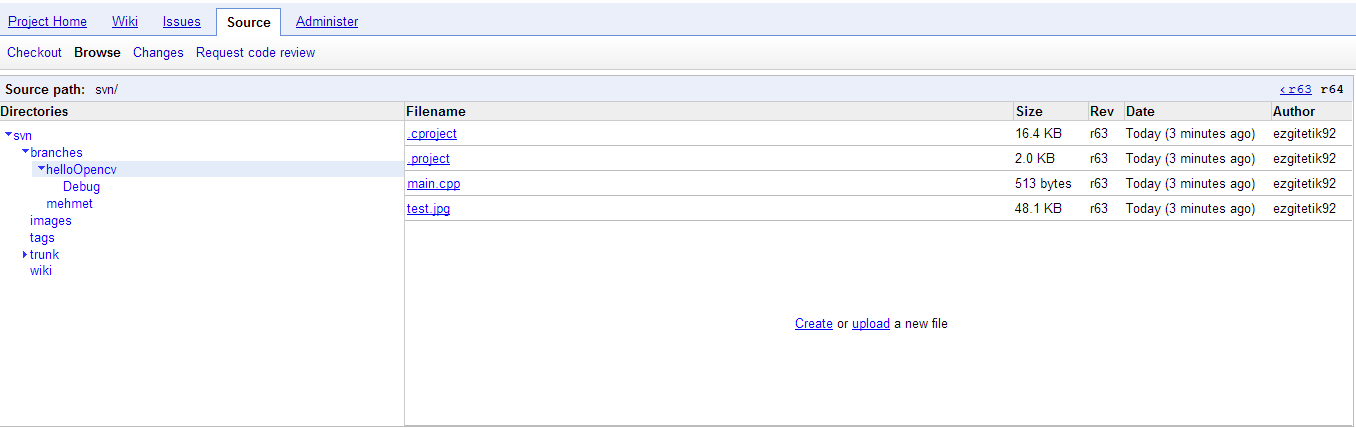 Project Home Wiki Issues Source Administer
Checkout Browse Changes Request code review
Source path: svn/ ‹r63 r64
Directories Filename Size Rev Date Author
svn
branches
helloOpencv
Debug
mehmet
images
tags
trunk
wiki
.cproject 16.4 KB r63 Today (3 minutes ago) ezgitetik92
.project 2.0 KB r63 Today (3 minutes ago) ezgitetik92
main.cpp 513 bytes r63 Today (3 minutes ago) ezgitetik92
test.jpg 48.1 KB r63 Today (3 minutes ago) ezgitetik92
Create or upload a new file